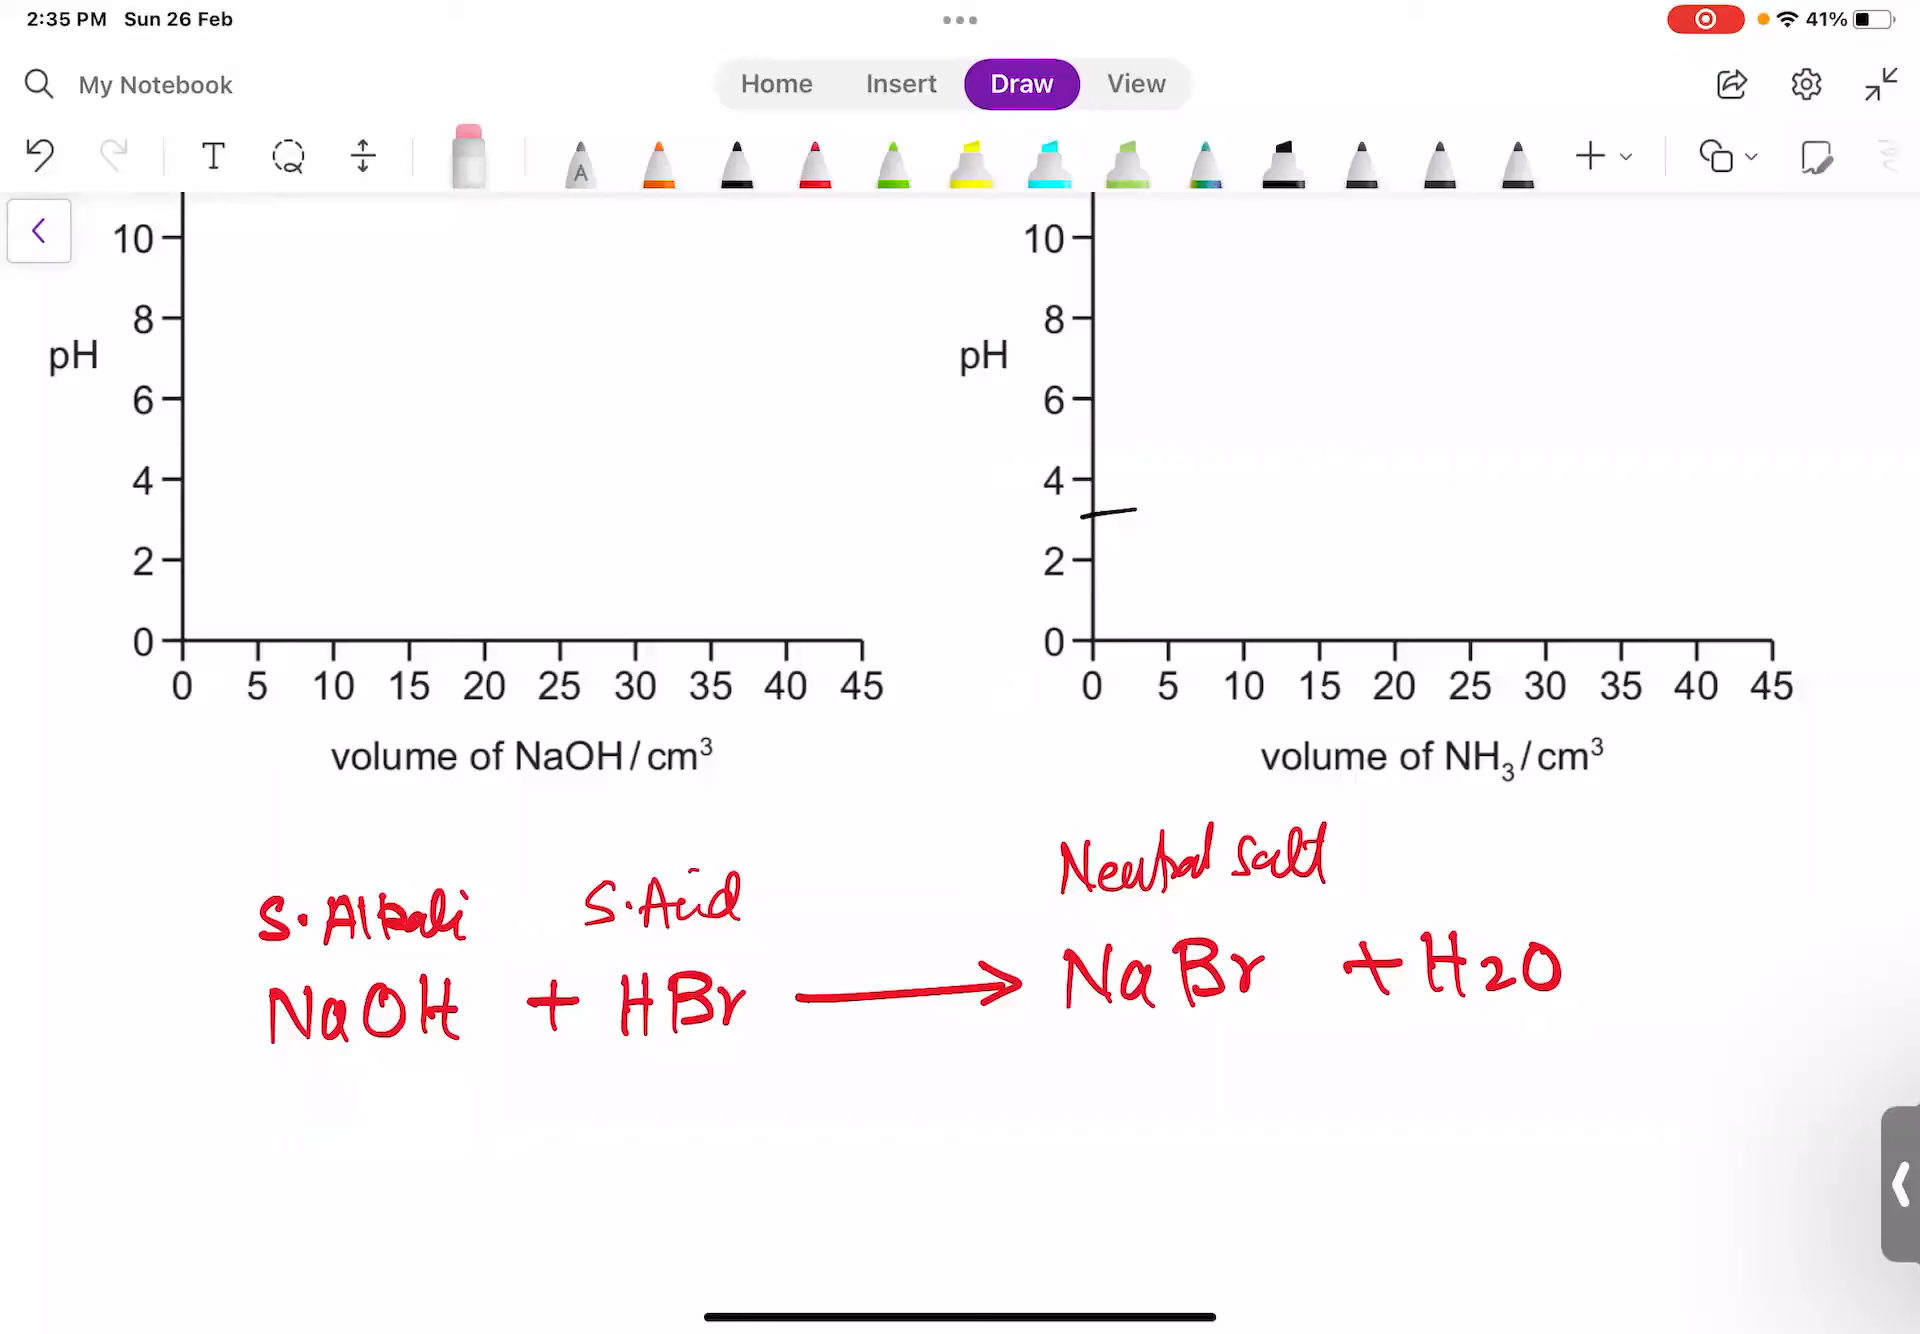 2:35 PM Sun 26 Feb
41%
My Notebook
Home Insert Draw View
T
A
10
8
pH
6
4
2
0
0 5 10 15 20 25 30 35 40 45
volume of NaOH/cm³
10
8
pH
6
4
2
0
0 5 10 15 20 25 30 35 40 45
volume of NH₃/cm³
Neutral salt
S. Alkali S. Acid
NaOH + HBr → NaBr + H2O